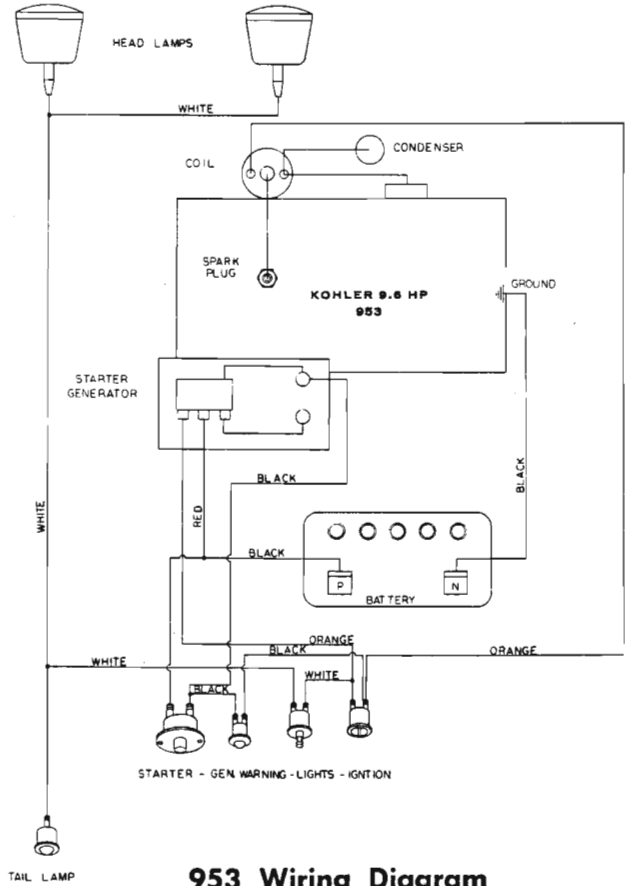 HEAD LAMPS
WHITE
COIL
CONDENSER
SPARK
PLUG
KOHLER 9.6 HP
953
GROUND
STARTER
GENERATOR
BLACK
BLACK
WHITE
RED
BLACK
P
N
BATTERY
ORANGE
BLACK
ORANGE
WHITE
WHITE
BLACK
STARTER - GEN. WARNING - LIGHTS - IGNITION
TAIL LAMP
953 Wiring Diagram